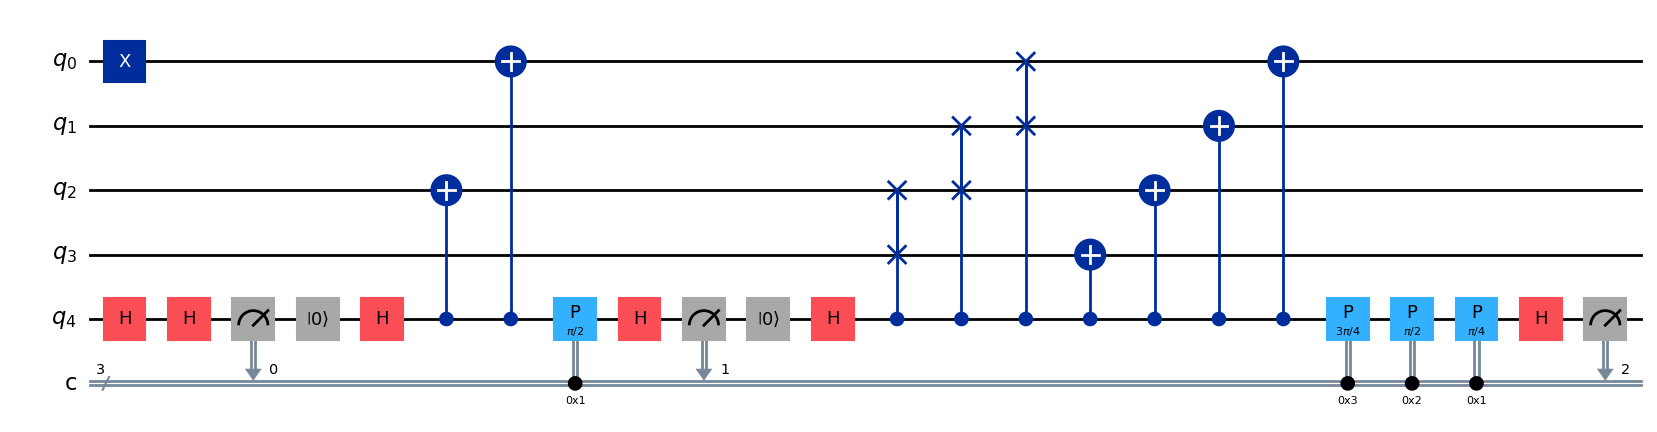 q0 X
q1
q2
q3
q4 H H |0⟩ H P π/2 H |0⟩ H P 3π/4 P π/2 P π/4 H
c 3 0 0x1 1 0x3 0x2 0x1 2